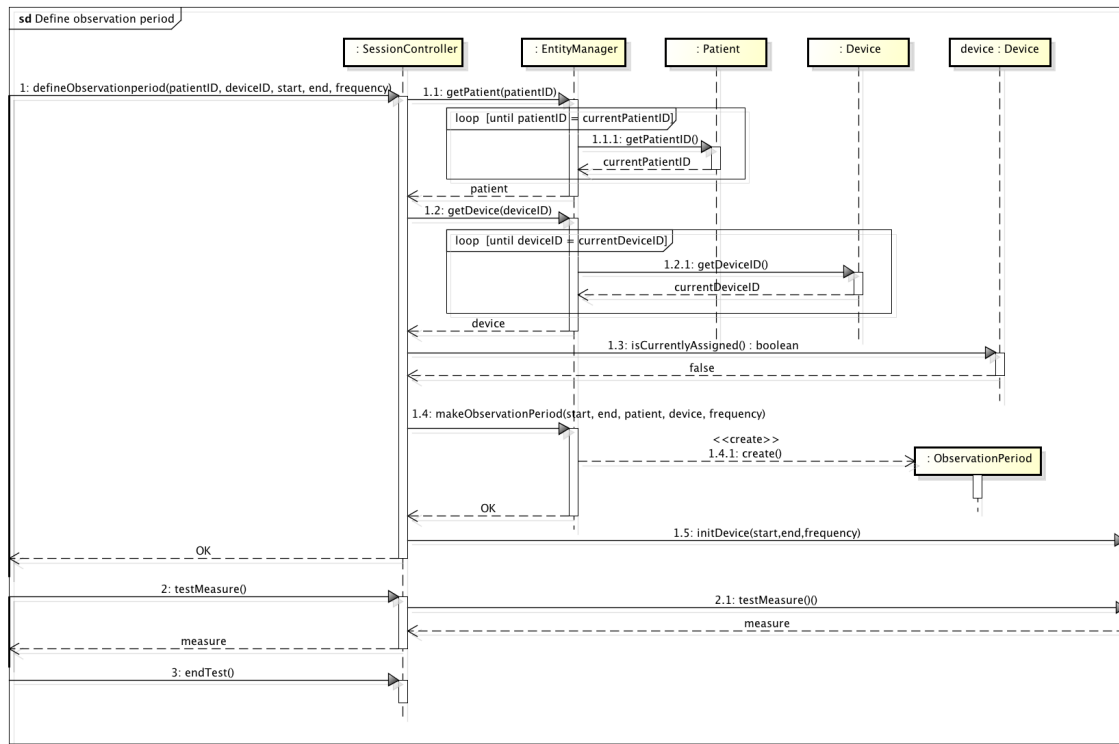 sd Define observation period
: SessionController
: EntityManager
: Patient
: Device
device : Device
1: defineObservationperiod(patientID, deviceID, start, end, frequency)
1.1: getPatient(patientID)
loop [until patientID = currentPatientID]
1.1.1: getPatientID()
currentPatientID
patient
1.2: getDevice(deviceID)
loop [until deviceID = currentDeviceID]
1.2.1: getDeviceID()
currentDeviceID
device
1.3: isCurrentlyAssigned() : boolean
false
1.4: makeObservationPeriod(start, end, patient, device, frequency)
<<create>>
1.4.1: create()
: ObservationPeriod
OK
1.5: initDevice(start,end,frequency)
OK
2: testMeasure()
2.1: testMeasure()()
measure
measure
3: endTest()